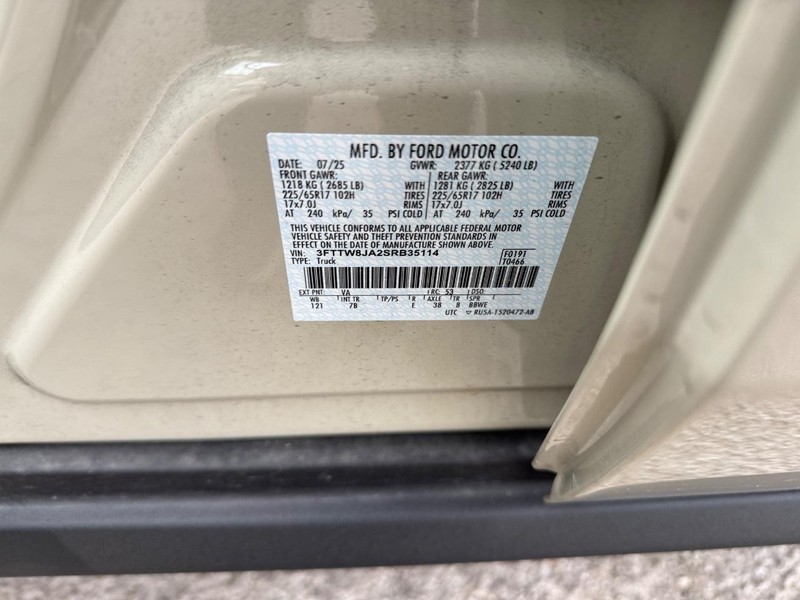 MFD. BY FORD MOTOR CO.
DATE: 07/25 GVWR: 2377 KG ( 5240 LB)
FRONT GAWR: REAR GAWR:
1218 KG ( 2685 LB) WITH 1281 KG ( 2825 LB) WITH
225/65R17 102H TIRES 225/65R17 102H TIRES
17x7.0J RIMS 17x7.0J RIMS
AT 240 kPa/ 35 PSI COLD AT 240 kPa/ 35 PSI COLD
THIS VEHICLE CONFORMS TO ALL APPLICABLE FEDERAL MOTOR
VEHICLE SAFETY AND THEFT PREVENTION STANDARDS IN
EFFECT ON THE DATE OF MANUFACTURE SHOWN ABOVE.
VIN: 3FTTW8JA2SRB35114 F0191
TYPE: Truck T0466
EXT PNT: VA RC: 53 DSO:
WB INT TR TP/PS R AXLE TR SPR
121 7B E 38 8 BBWE
UTC ▽ RU5A-1520472-AB